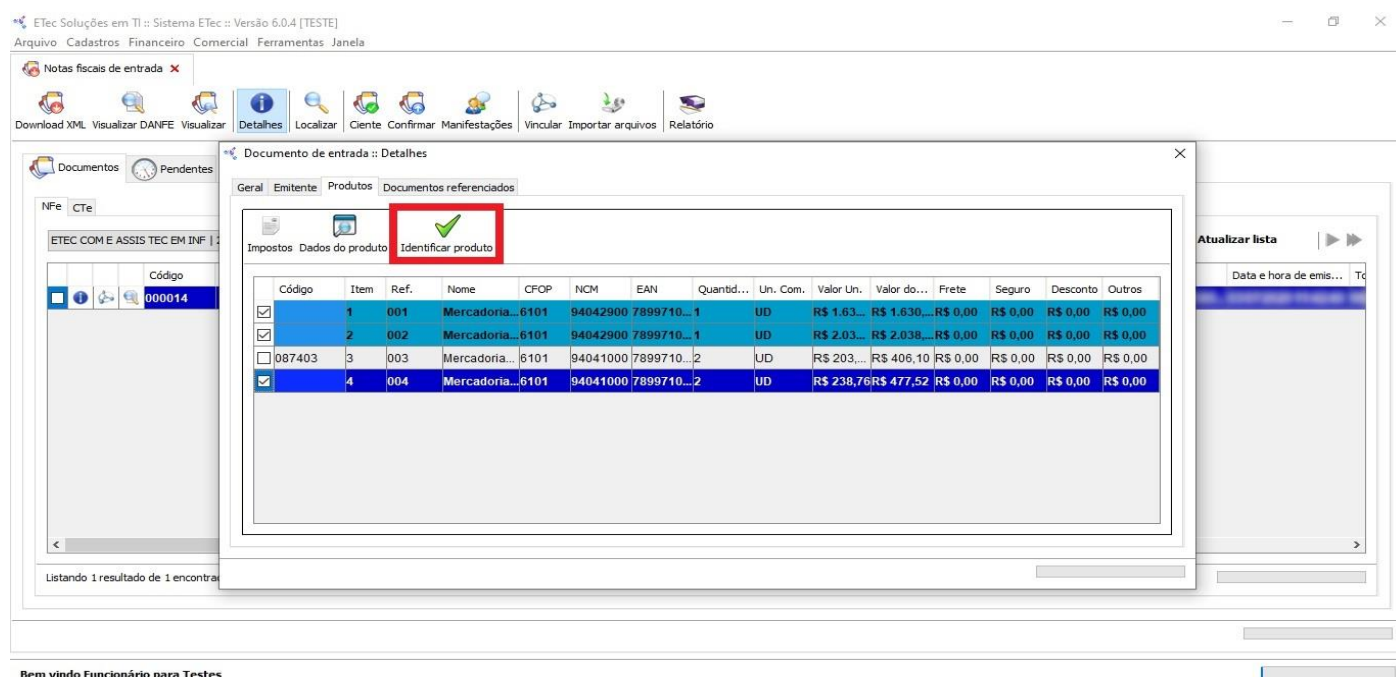 ETec Soluções em TI :: Sistema ETec :: Versão 6.0.4 [TESTE]
Arquivo Cadastros Financeiro Comercial Ferramentas Janela
Notas fiscais de entrada
Download XML Visualizar DANFE Visualizar Detalhes Localizar Ciente Confirmar Manifestações Vincular Importar arquivos Relatório
Documentos Pendentes
Documento de entrada :: Detalhes
Geral Emitente Produtos Documentos referenciados
NFe CTe
Impostos Dados do produto Identificar produto
ETEC COM E ASSIS TEC EM INF |
Atualizar lista
Código
Data e hora de emis...
000014
Código Item Ref. Nome CFOP NCM EAN Quantid... Un. Com. Valor Un. Valor do... Frete Seguro Desconto Outros
1 001 Mercadoria... 6101 94042900 7899710... 1 UD R$ 1.63... R$ 1.630,... R$ 0,00 R$ 0,00 R$ 0,00 R$ 0,00
2 002 Mercadoria... 6101 94042900 7899710... 1 UD R$ 2.03... R$ 2.038,... R$ 0,00 R$ 0,00 R$ 0,00 R$ 0,00
087403 3 003 Mercadoria... 6101 94041000 7899710... 2 UD R$ 203,... R$ 406,10 R$ 0,00 R$ 0,00 R$ 0,00 R$ 0,00
4 004 Mercadoria... 6101 94041000 7899710... 2 UD R$ 238,76 R$ 477,52 R$ 0,00 R$ 0,00 R$ 0,00 R$ 0,00
Listando 1 resultado de 1
Bem vindo Funcionário para Testes